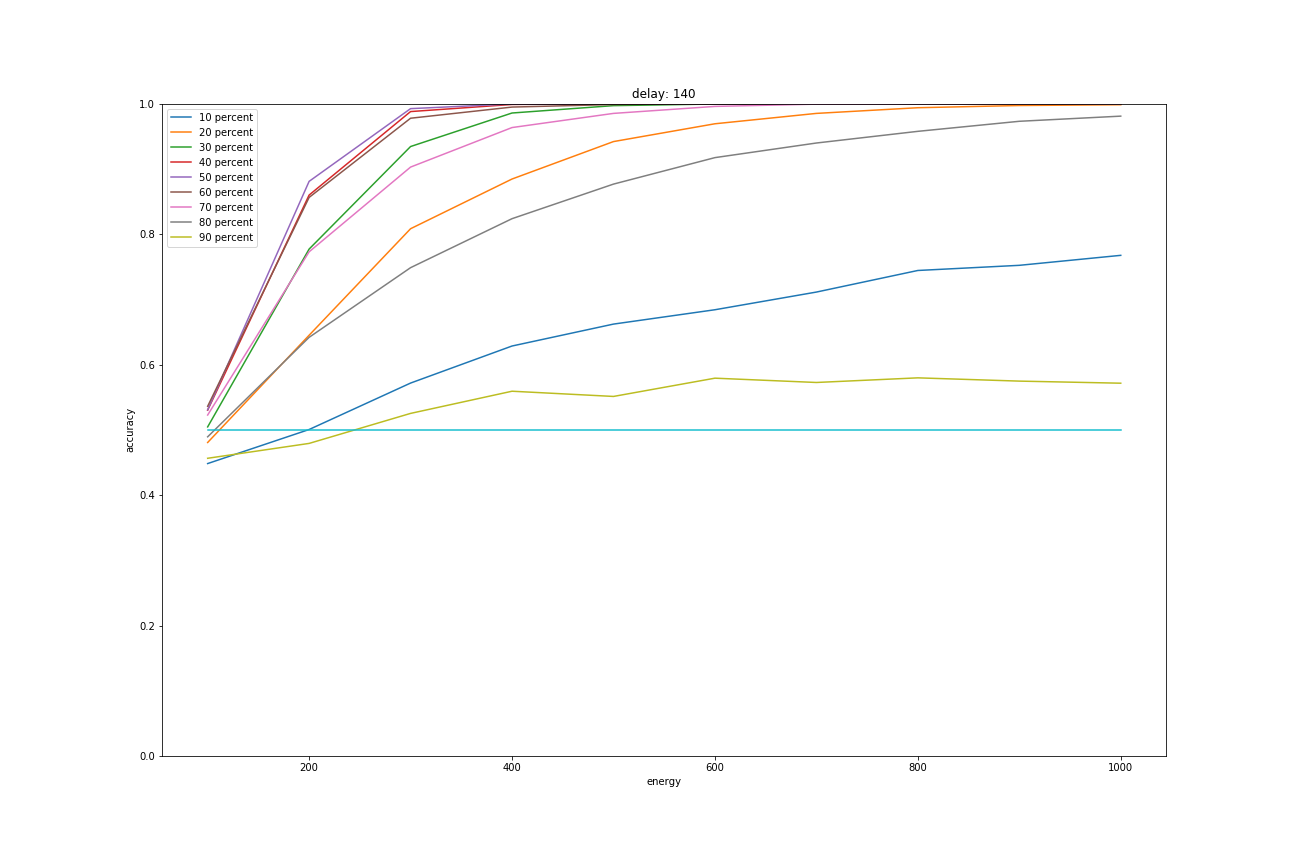 delay: 140
1.0
0.8
0.6
0.4
0.2
0.0
accuracy
10 percent
20 percent
30 percent
40 percent
50 percent
60 percent
70 percent
80 percent
90 percent
200
400
600
800
1000
energy